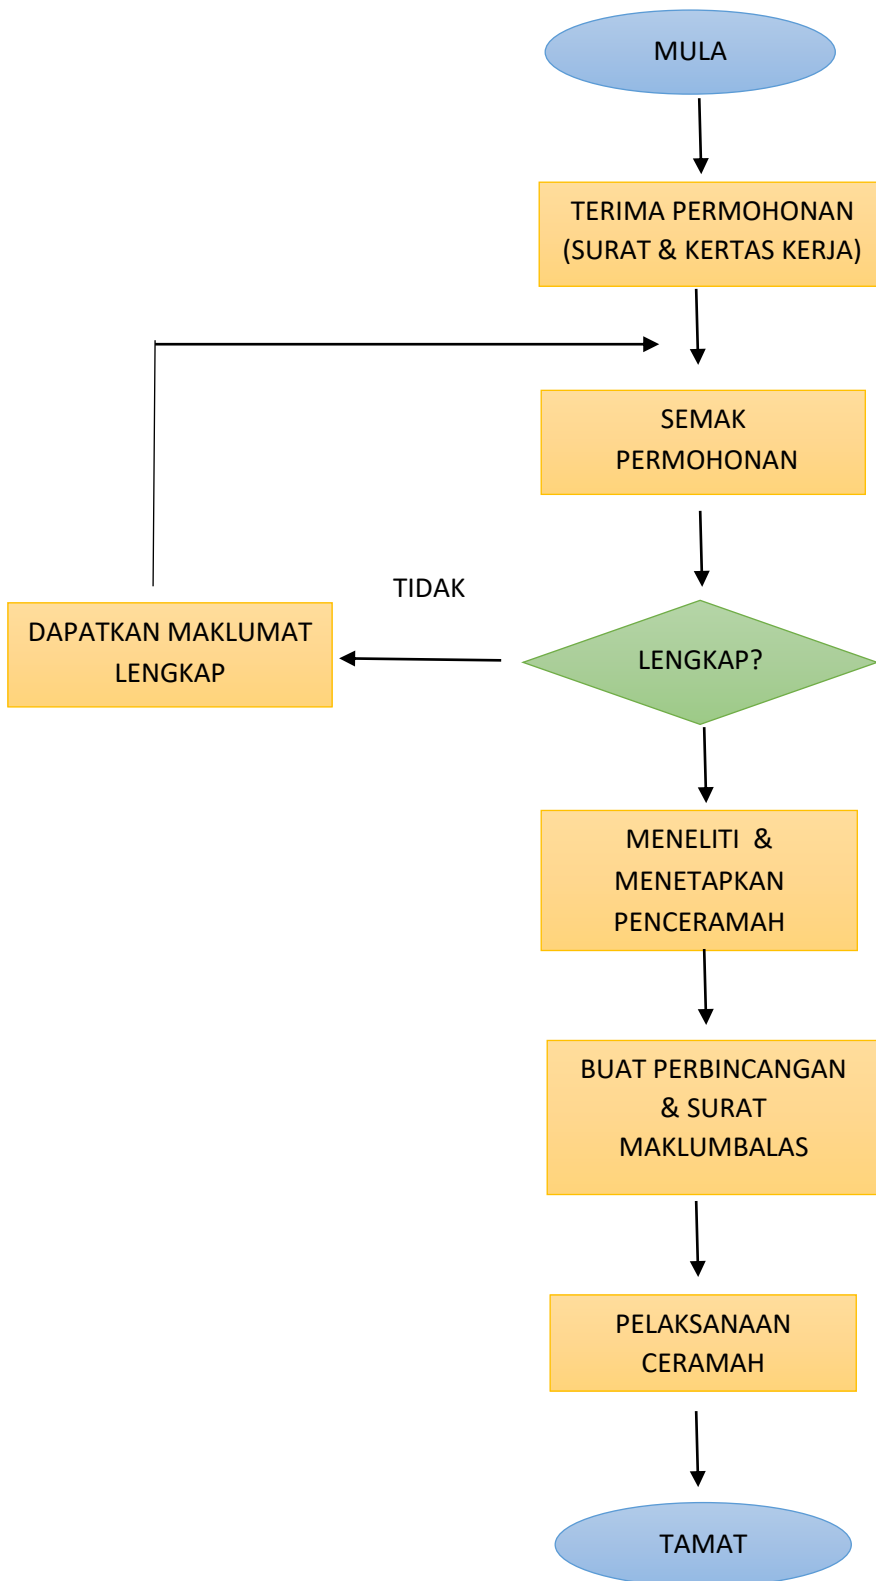 MULA
TERIMA PERMOHONAN
(SURAT & KERTAS KERJA)
SEMAK
PERMOHONAN
TIDAK
LENGKAP?
DAPATKAN MAKLUMAT
LENGKAP
MENELITI &
MENETAPKAN
PENCERAMAH
BUAT PERBINCANGAN
& SURAT
MAKLUMBALAS
PELAKSANAAN
CERAMAH
TAMAT